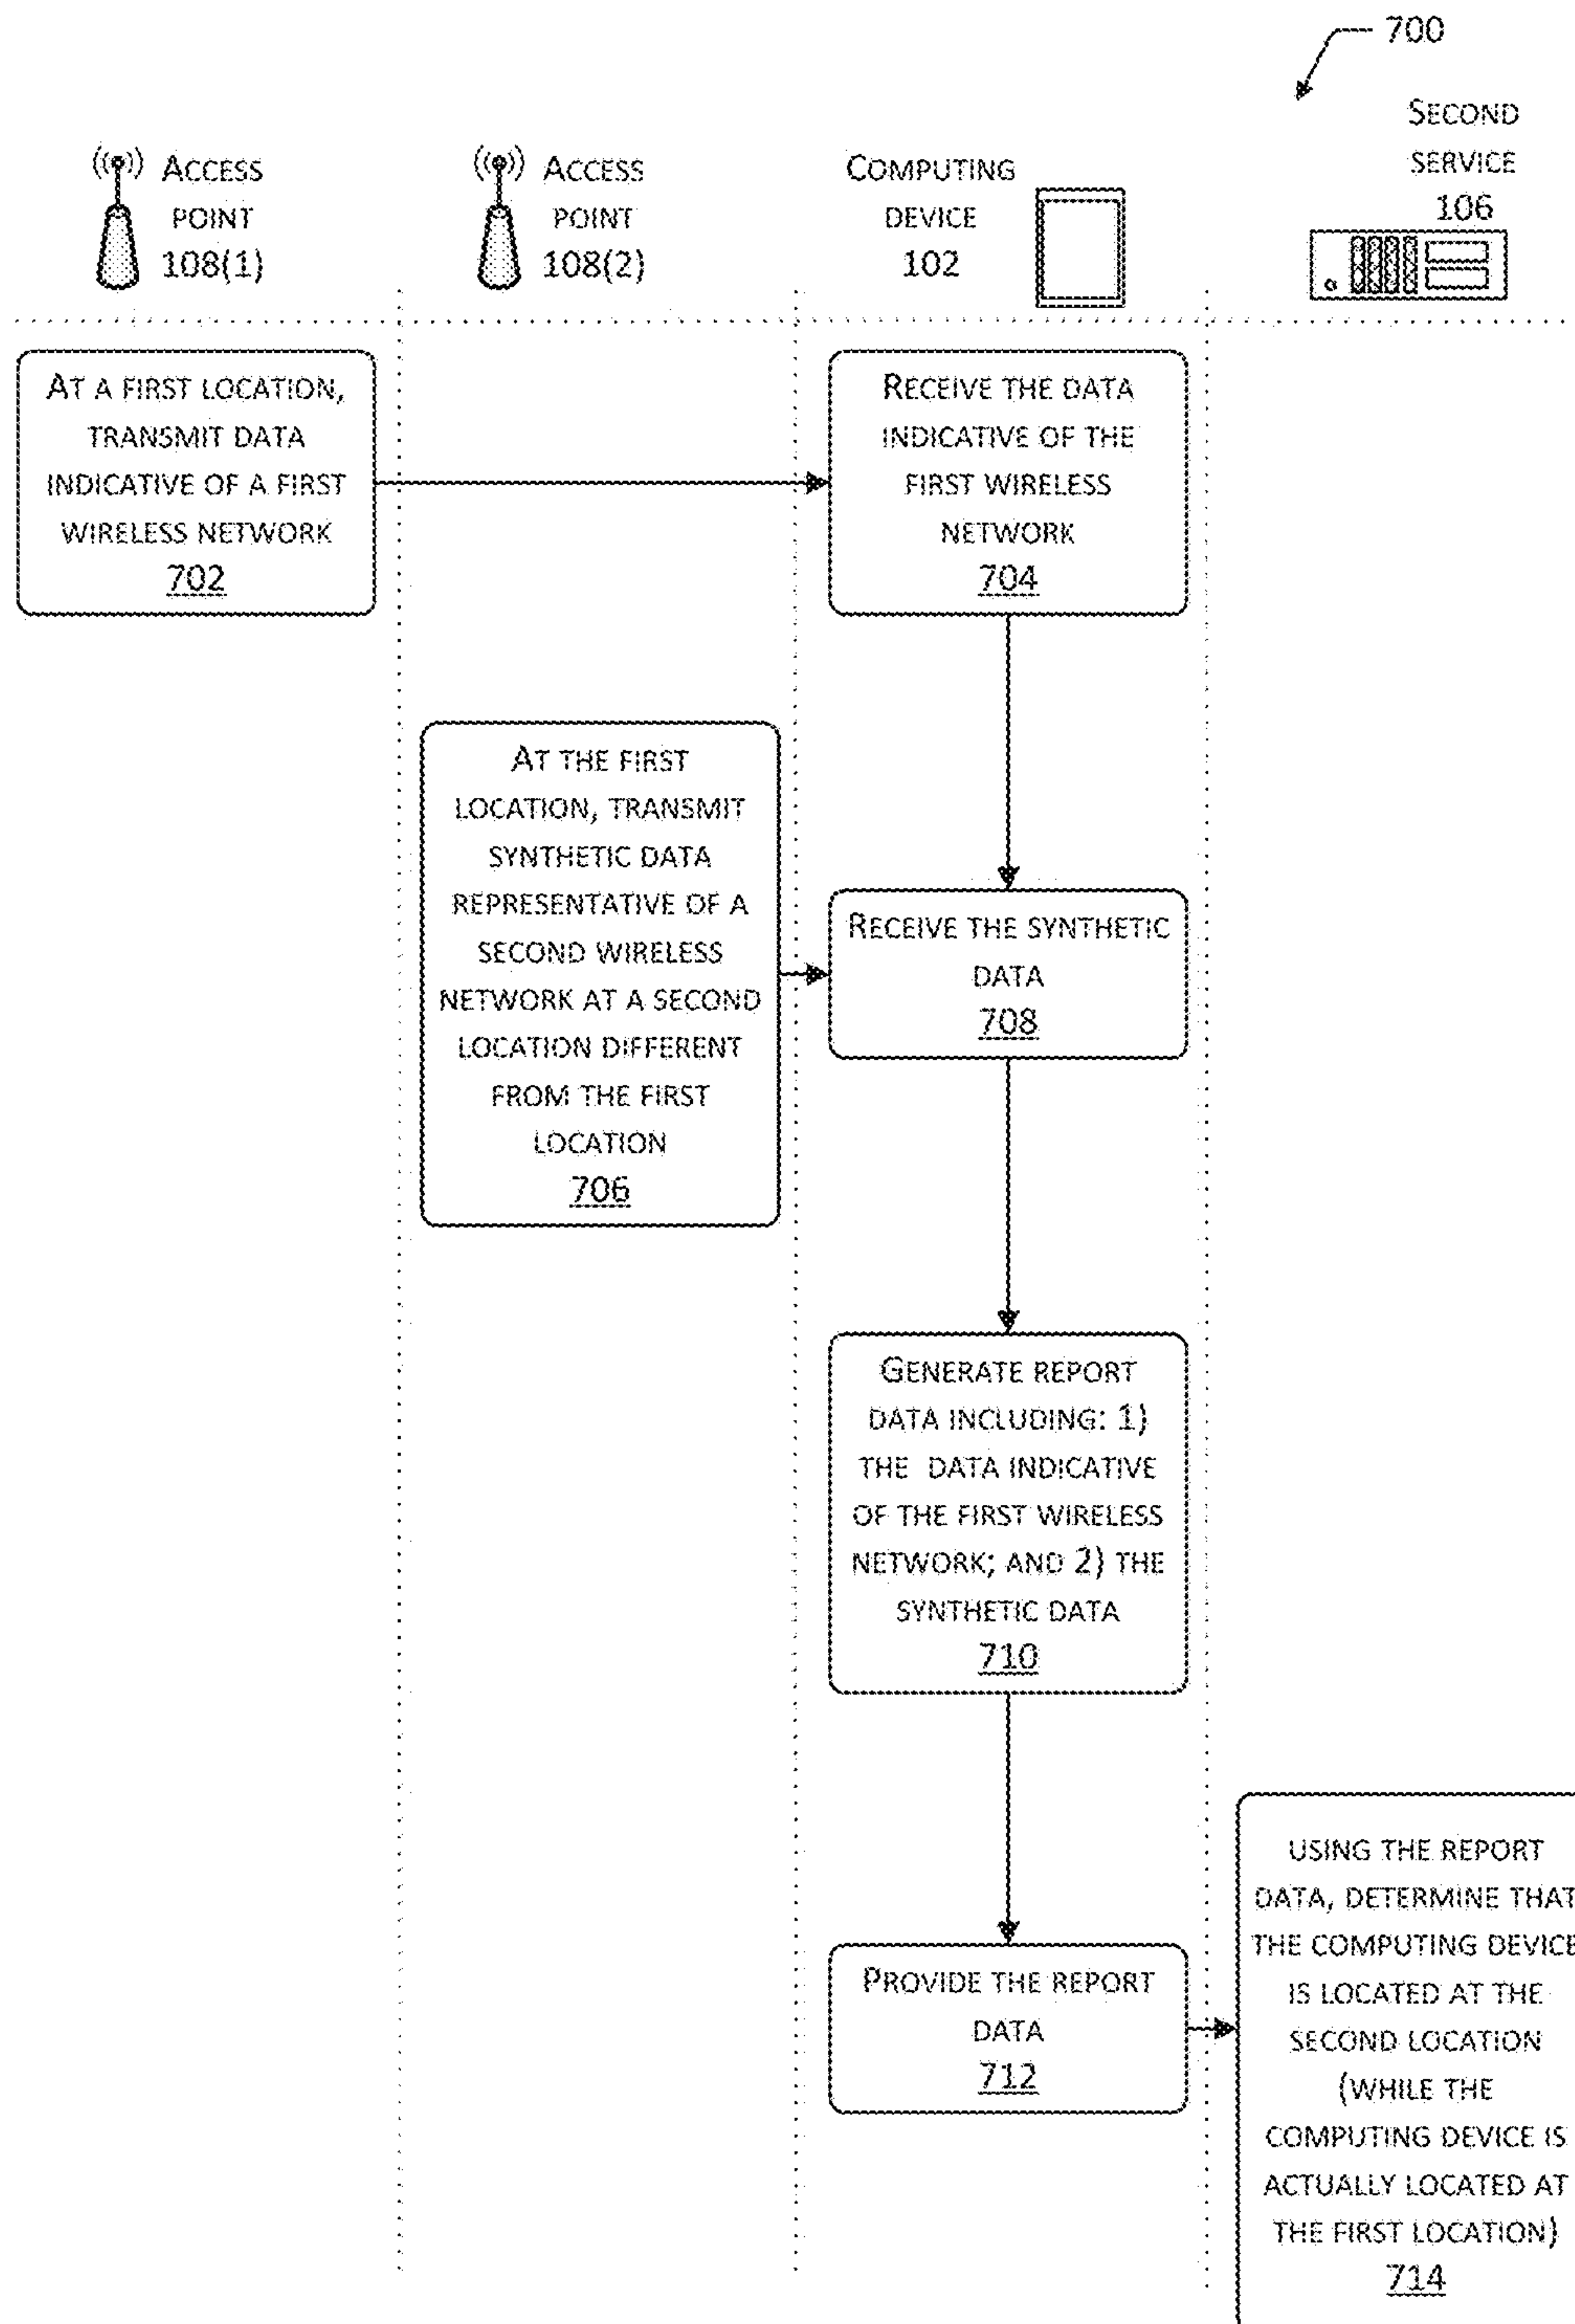 700
ACCESS
POINT
108(1)
ACCESS
POINT
108(2)
COMPUTING
DEVICE
102
SECOND
SERVICE
106
AT A FIRST LOCATION,
TRANSMIT DATA
INDICATIVE OF A FIRST
WIRELESS NETWORK
702
RECEIVE THE DATA
INDICATIVE OF THE
FIRST WIRELESS
NETWORK
704
AT THE FIRST
LOCATION, TRANSMIT
SYNTHETIC DATA
REPRESENTATIVE OF A
SECOND WIRELESS
NETWORK AT A SECOND
LOCATION DIFFERENT
FROM THE FIRST
LOCATION
706
RECEIVE THE SYNTHETIC
DATA
708
GENERATE REPORT
DATA INCLUDING: 1)
THE DATA INDICATIVE
OF THE FIRST WIRELESS
NETWORK; AND 2) THE
SYNTHETIC DATA
710
PROVIDE THE REPORT
DATA
712
USING THE REPORT
DATA, DETERMINE THAT
THE COMPUTING DEVICE
IS LOCATED AT THE
SECOND LOCATION
(WHILE THE
COMPUTING DEVICE IS
ACTUALLY LOCATED AT
THE FIRST LOCATION)
714